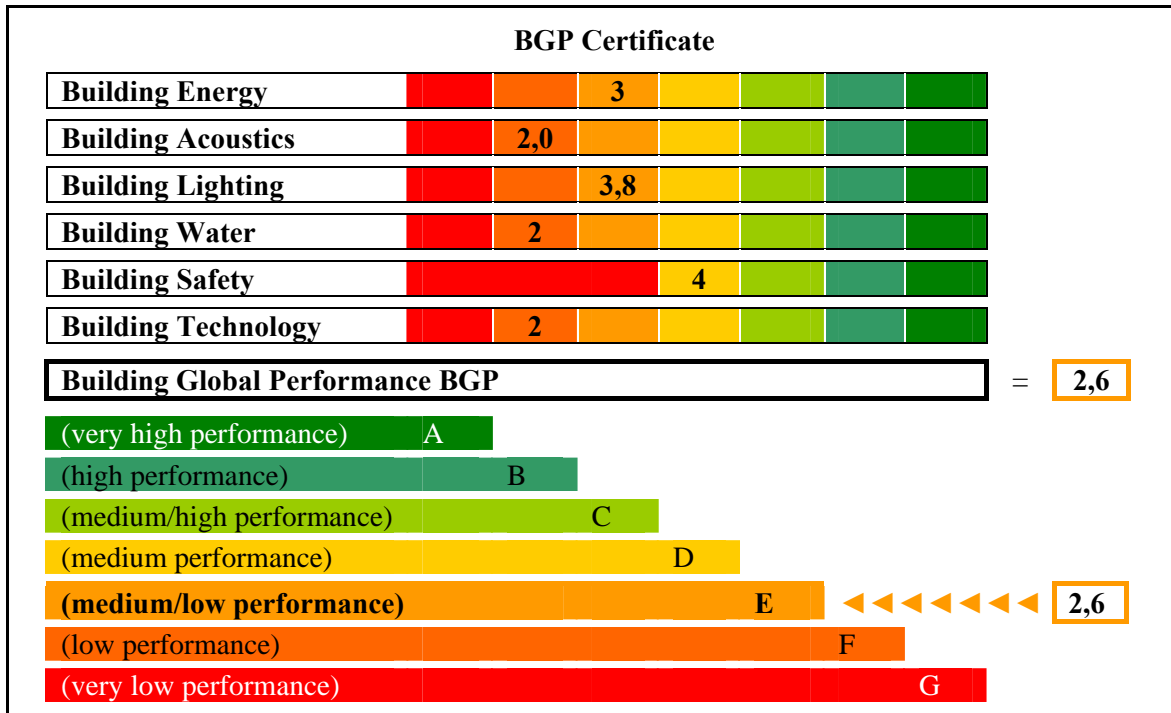 BGP Certificate
Building Energy 3
Building Acoustics 2,0
Building Lighting 3,8
Building Water 2
Building Safety 4
Building Technology 2
Building Global Performance BGP = 2,6
(very high performance) A
(high performance) B
(medium/high performance) C
(medium performance) D
(medium/low performance) E 2,6
(low performance) F
(very low performance) G